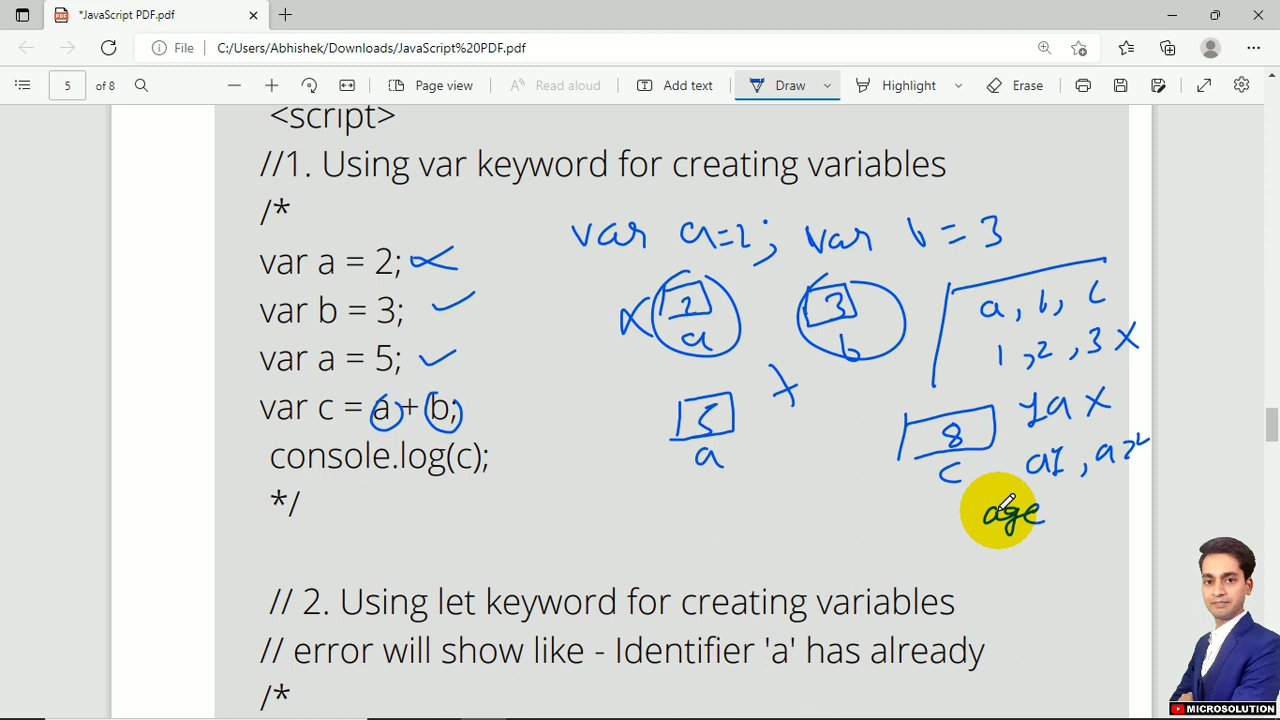 *JavaScript PDF.pdf
File C:/Users/Abhishek/Downloads/JavaScript%20PDF.pdf
5 of 8 Page view Read aloud Add text Draw Highlight Erase
<script>
//1. Using var keyword for creating variables
/*
var a = 2; var b = 3
var a = 2;
var b = 3;
2 3 a, b, c
a b 1, 2, 3 X
var a = 5;
var c = a + b; +
5 8 1a X
a c a1, a2
console.log(c);
*/
age
// 2. Using let keyword for creating variables
// error will show like - Identifier 'a' has already
/*
MICROSOLUTION